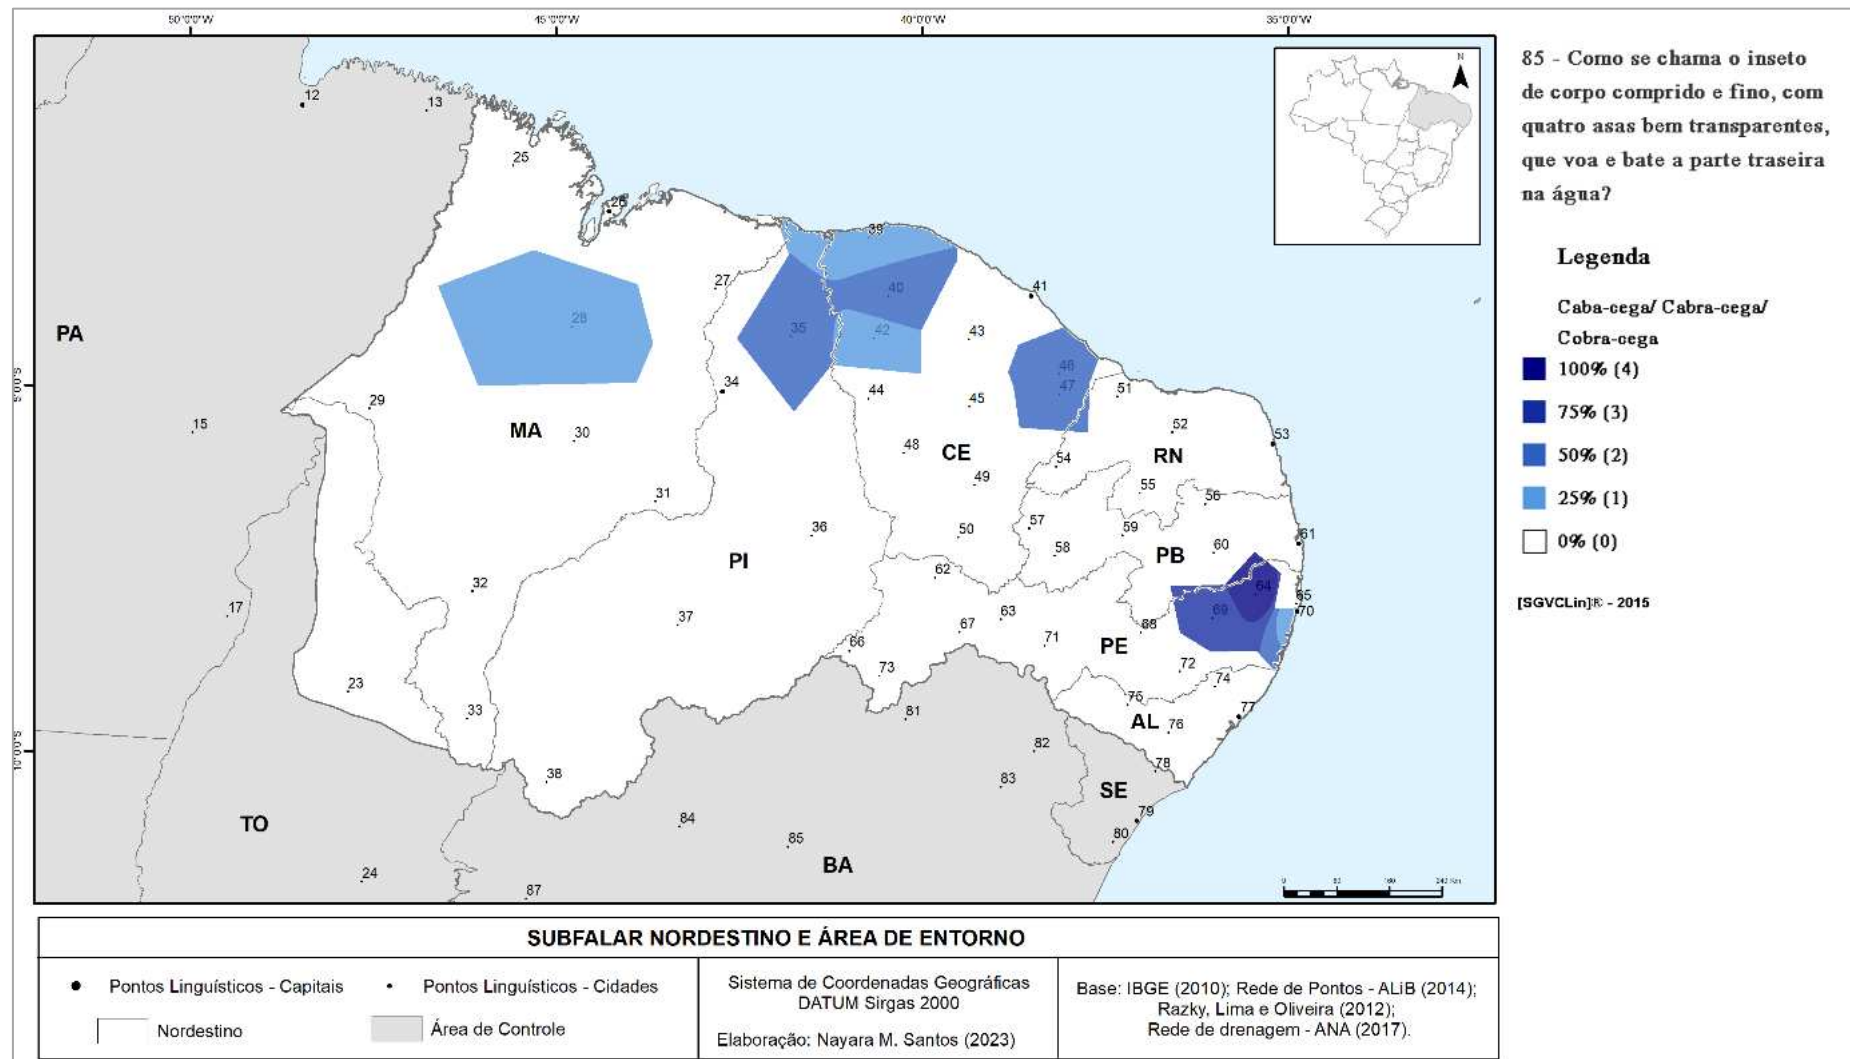 50°0'0"W
45°0'0"W
40°0'0"W
35°0'0"W
5°0'0"S
10°0'0"S
12
13
25
26
27
28
29
30
31
32
33
34
35
36
37
38
39
40
41
42
43
44
45
46
47
48
49
50
51
52
53
54
55
56
57
58
59
60
61
62
63
64
65
66
67
68
69
70
71
72
73
74
75
76
77
78
79
80
81
82
83
84
85
87
15
17
23
24
PA
MA
PI
CE
RN
PB
PE
AL
SE
BA
TO
N
85 - Como se chama o inseto
de corpo comprido e fino, com
quatro asas bem transparentes,
que voa e bate a parte traseira
na água?
Legenda
Caba-cega/ Cabra-cega/
Cobra-cega
100% (4)
75% (3)
50% (2)
25% (1)
0% (0)
[SGVCLin]® - 2015
SUBFALAR NORDESTINO E ÁREA DE ENTORNO
Pontos Linguísticos - Capitais
Pontos Linguísticos - Cidades
Nordestino
Área de Controle
Sistema de Coordenadas Geográficas
DATUM Sirgas 2000
Elaboração: Nayara M. Santos (2023)
Base: IBGE (2010); Rede de Pontos - ALiB (2014);
Razky, Lima e Oliveira (2012);
Rede de drenagem - ANA (2017).